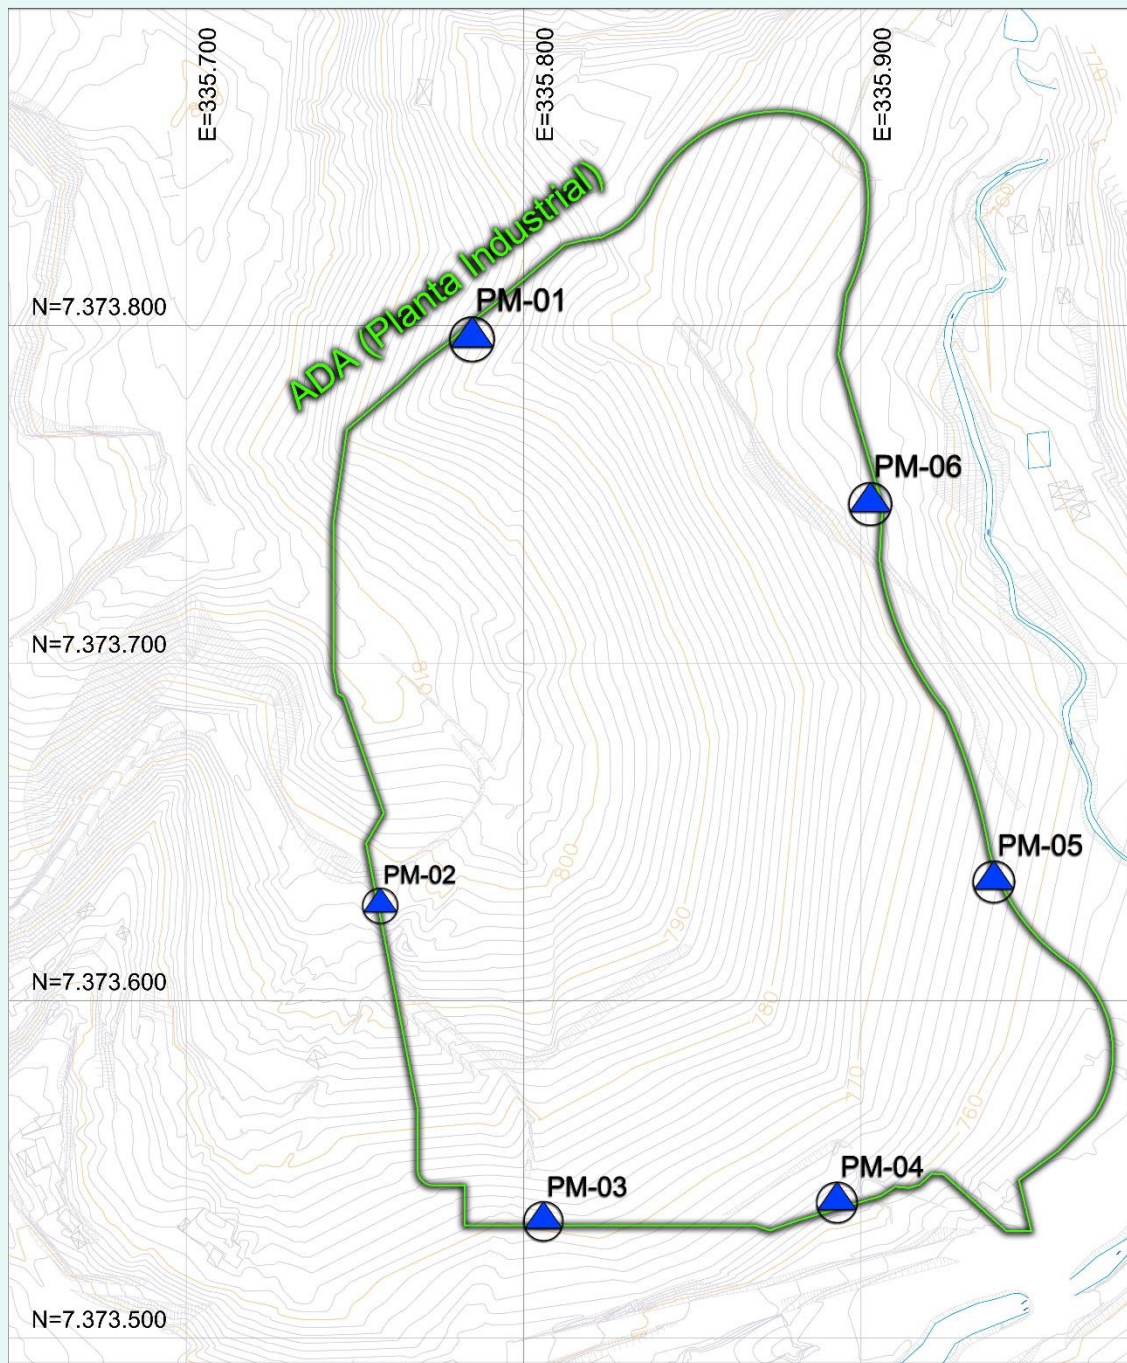 E=335.700
E=335.800
E=335.900
770
760
ADA (Planta Industrial)
N=7.373.800
PM-01
PM-06
N=7.373.700
810
PM-05
800
PM-02
790
N=7.373.600
780
770
760
PM-04
PM-03
N=7.373.500